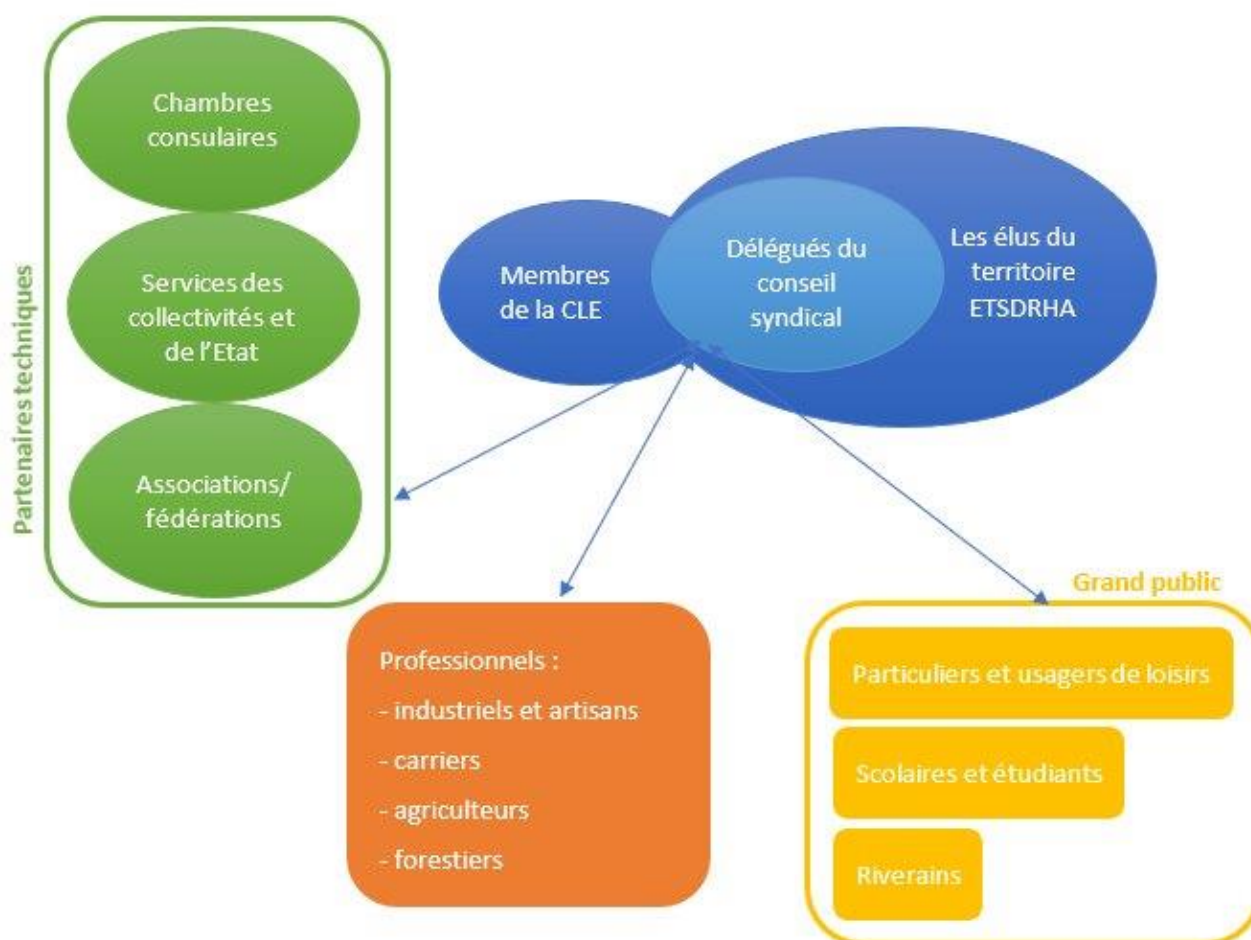 Partenaires techniques
Chambres
consulaires
Services des
collectivités et
de l'Etat
Associations/
fédérations
Membres
de la CLE
Délégués du
conseil
syndical
Les élus du
territoire
ETSDRHA
Professionnels :
- industriels et artisans
- carriers
- agriculteurs
- forestiers
Grand public
Particuliers et usagers de loisirs
Scolaires et étudiants
Riverains